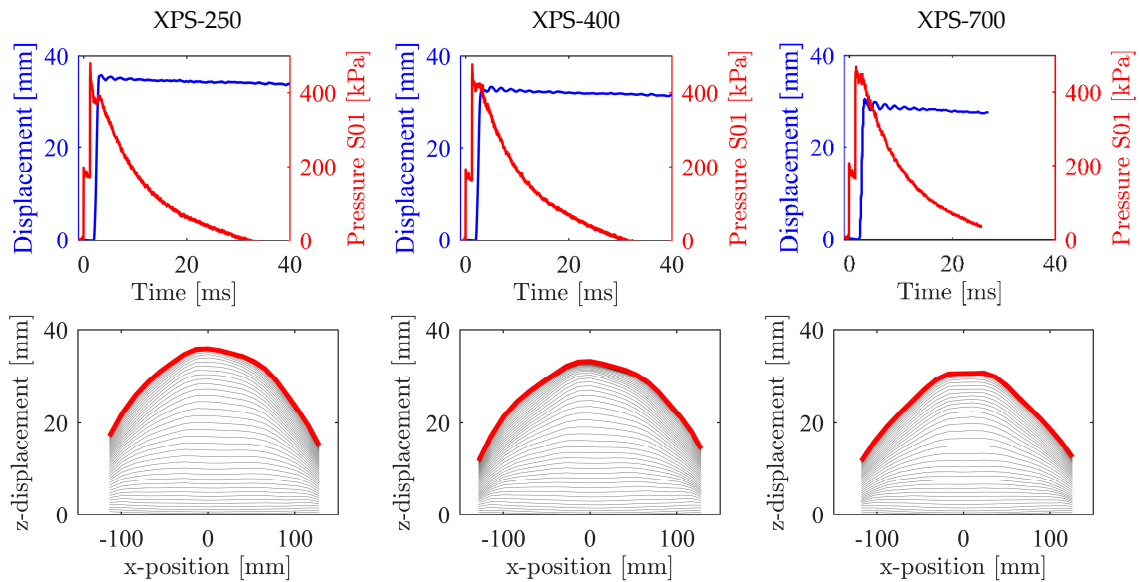 XPS-250
XPS-400
XPS-700
Displacement [mm]
40
20
0
0
20
40
Time [ms]
400
200
0
Pressure S01 [kPa]
Displacement [mm]
40
20
0
0
20
40
Time [ms]
400
200
0
Pressure S01 [kPa]
Displacement [mm]
40
20
0
0
20
40
Time [ms]
400
200
0
Pressure S01 [kPa]
z-displacement [mm]
40
20
0
-100
0
100
x-position [mm]
z-displacement [mm]
40
20
0
-100
0
100
x-position [mm]
z-displacement [mm]
40
20
0
-100
0
100
x-position [mm]